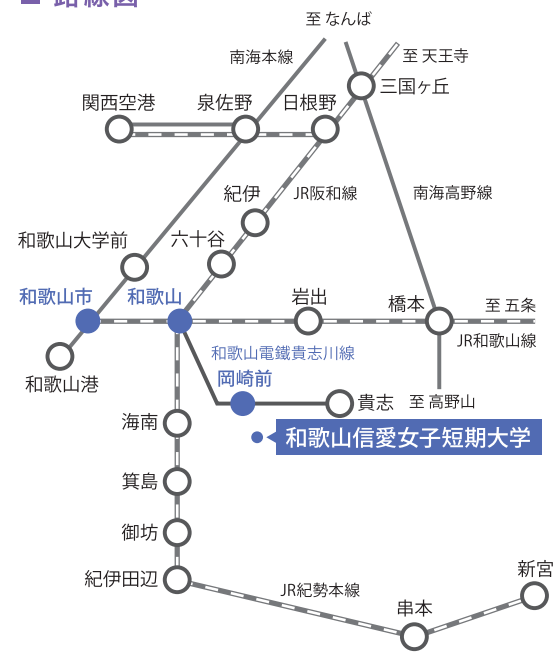 路線図
至 なんば
南海本線
至 天王寺
三国ヶ丘
関西空港
泉佐野
日根野
紀伊
JR阪和線
南海高野線
和歌山大学前
六十谷
和歌山市
和歌山
岩出
橋本
至 五条
JR和歌山線
和歌山電鐵貴志川線
和歌山港
岡崎前
貴志
至 高野山
海南
和歌山信愛女子短期大学
箕島
御坊
紀伊田辺
JR紀勢本線
新宮
串本